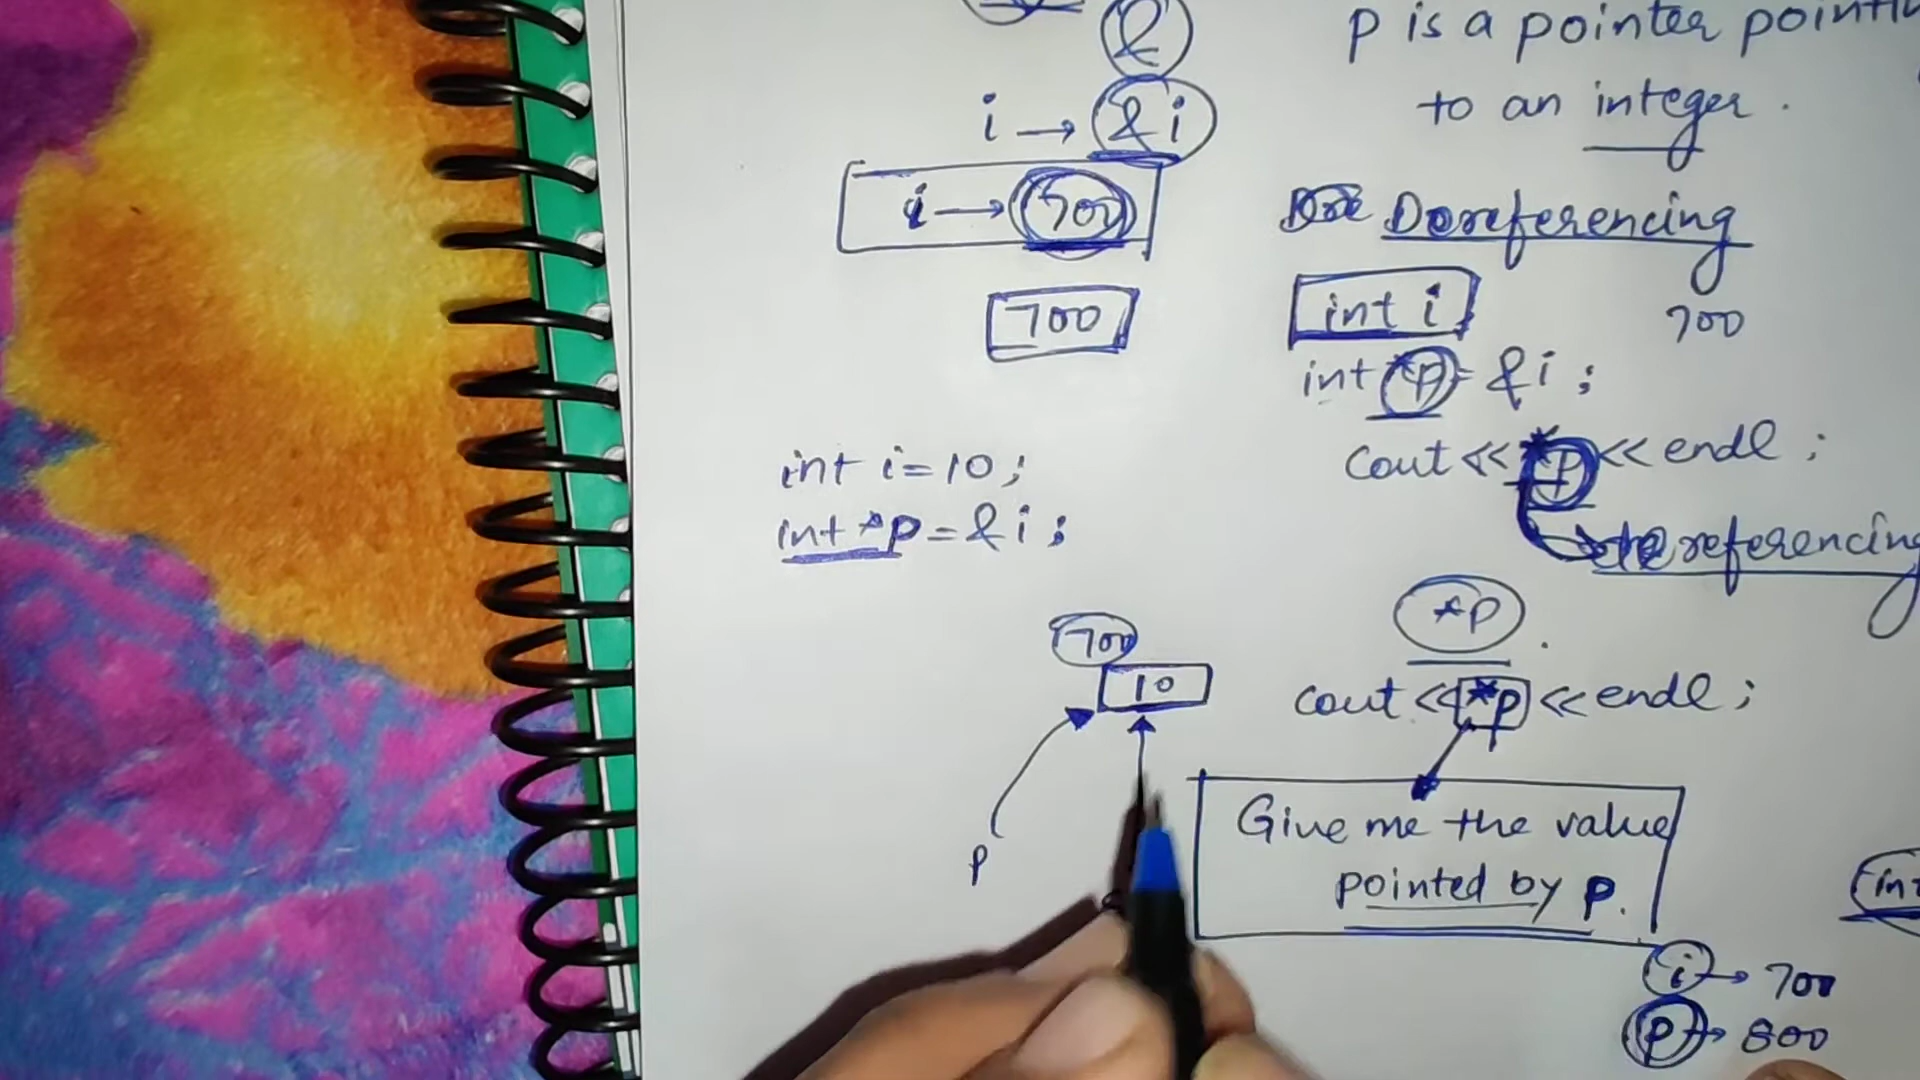 &
i → &i
i → 700
700
int i = 10 ;
int *p = &i ;
700
10
p
p is a pointer
to an integer .
Dereferencing
int i
700
int *p = &i ;
cout << *p << endl ;
dereferencing
*p
cout << *p << endl ;
Give me the value
pointed by p.
i → 700
p → 800